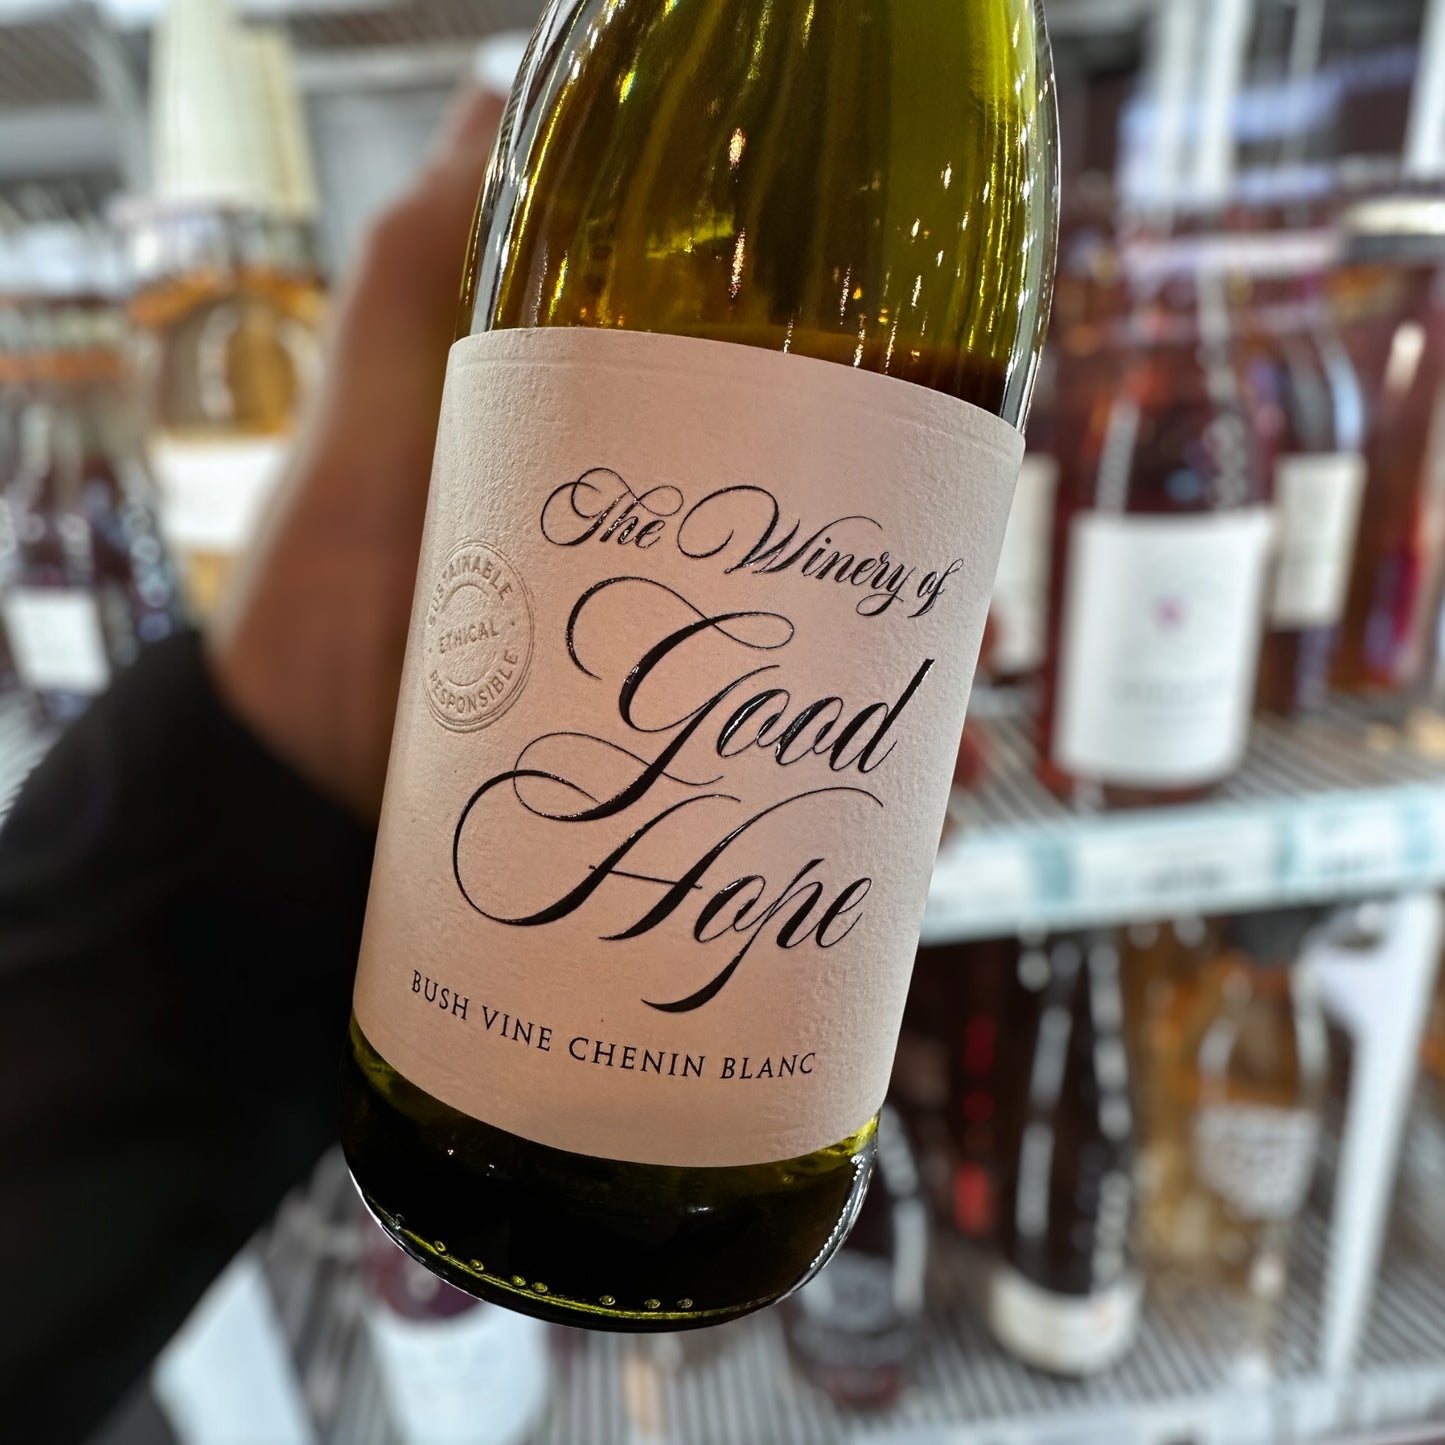 The Winery of
Good
Hope
BUSH VINE CHENIN BLANC
SUSTAINABLE
ETHICAL
RESPONSIBLE